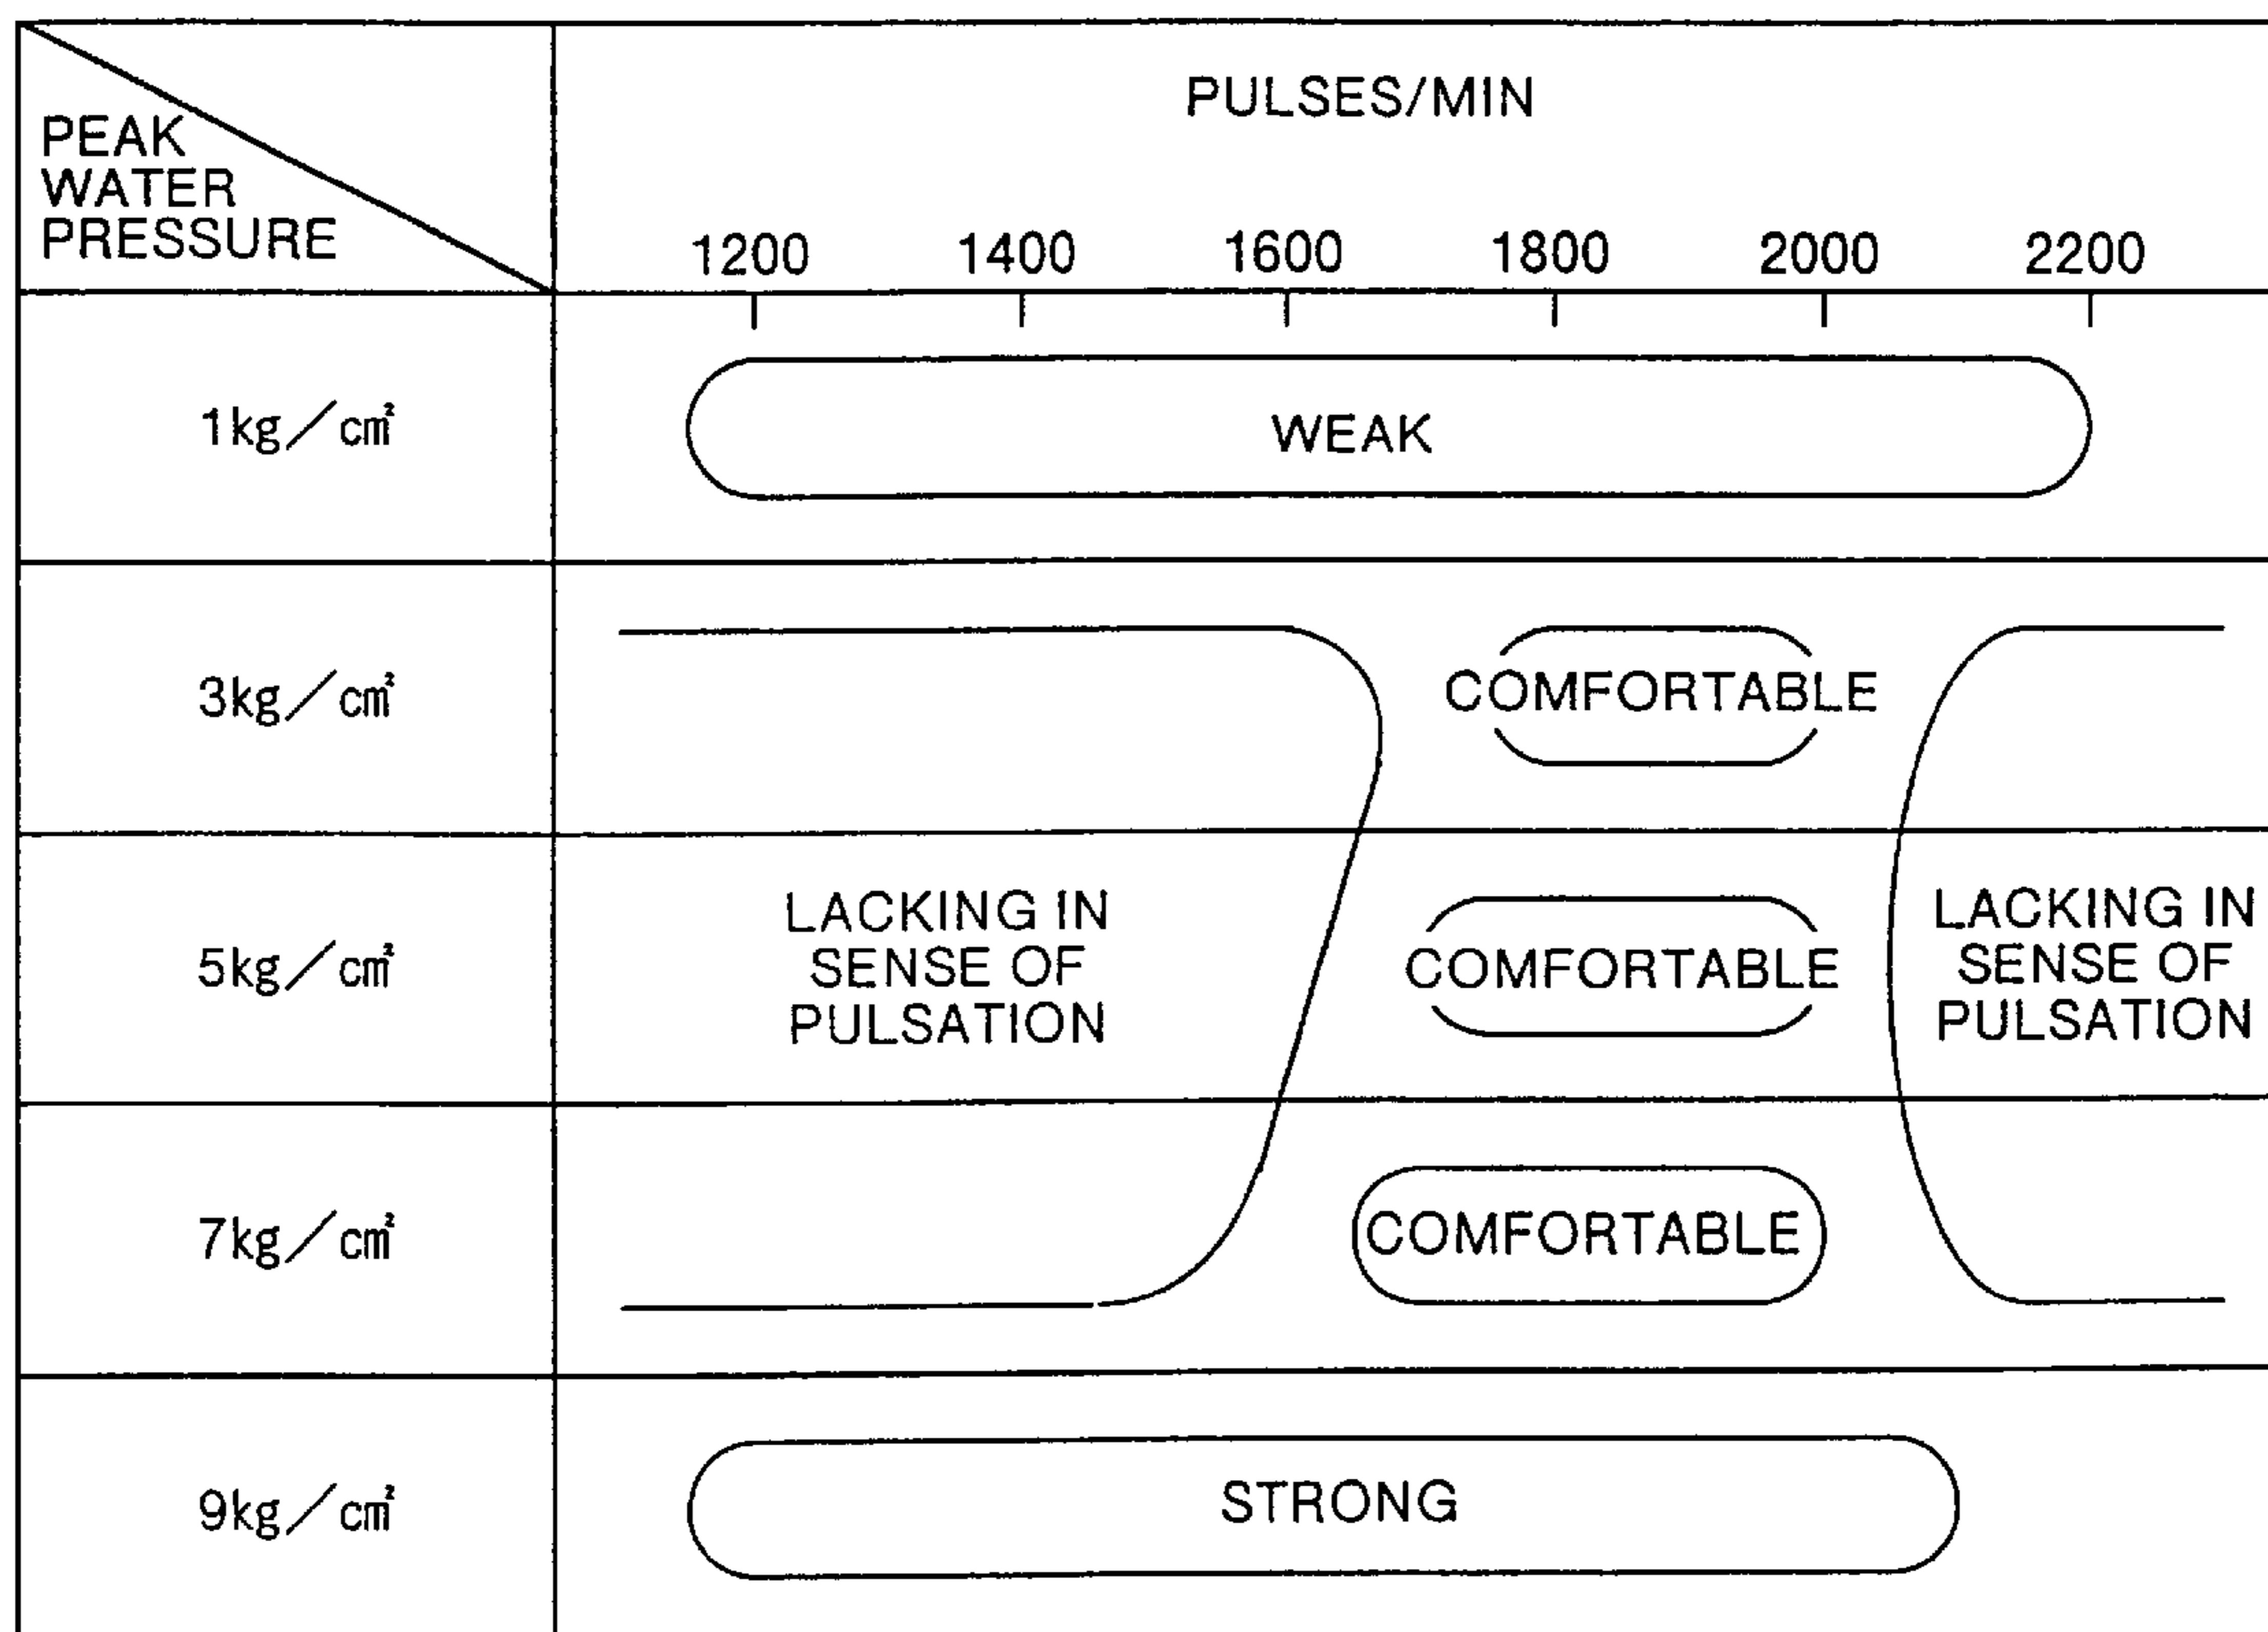 PULSES/MIN
PEAK
WATER
PRESSURE
1200 1400 1600 1800 2000 2200
1kg/cm²
WEAK
3kg/cm²
COMFORTABLE
5kg/cm²
LACKING IN
SENSE OF
PULSATION
COMFORTABLE
LACKING IN
SENSE OF
PULSATION
7kg/cm²
COMFORTABLE
9kg/cm²
STRONG